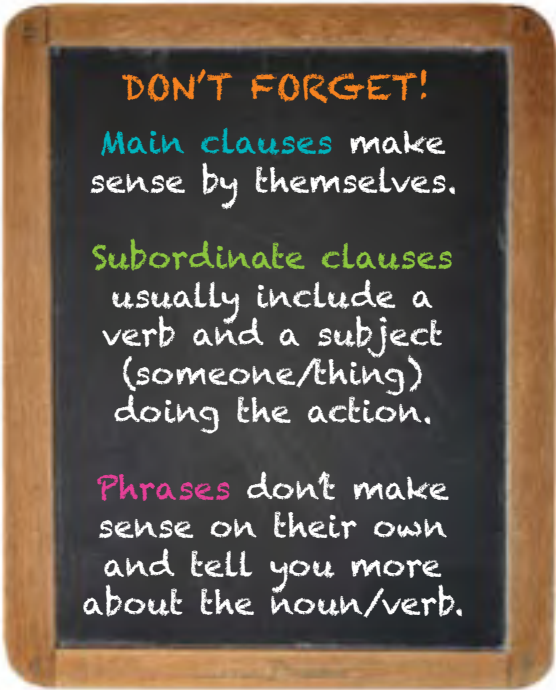 DON'T FORGET!
Main clauses make
sense by themselves.
Subordinate clauses
usually include a
verb and a subject
(someone/thing)
doing the action.
Phrases don't make
sense on their own
and tell you more
about the noun/verb.